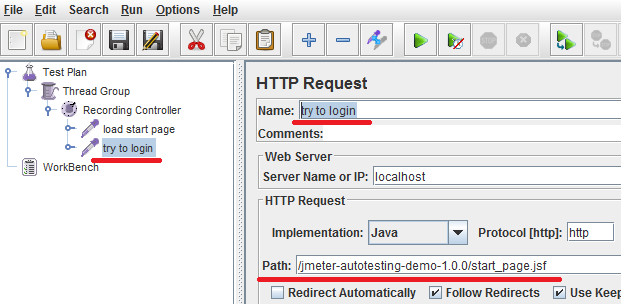 File Edit Search Run Options Help
Test Plan
Thread Group
Recording Controller
load start page
try to login
WorkBench
HTTP Request
Name: try to login
Comments:
Web Server
Server Name or IP: localhost
HTTP Request
Implementation: Java Protocol [http]: http
Path: /jmeter-autotesting-demo-1.0.0/start_page.jsf
Redirect Automatically Follow Redirects Use Keep